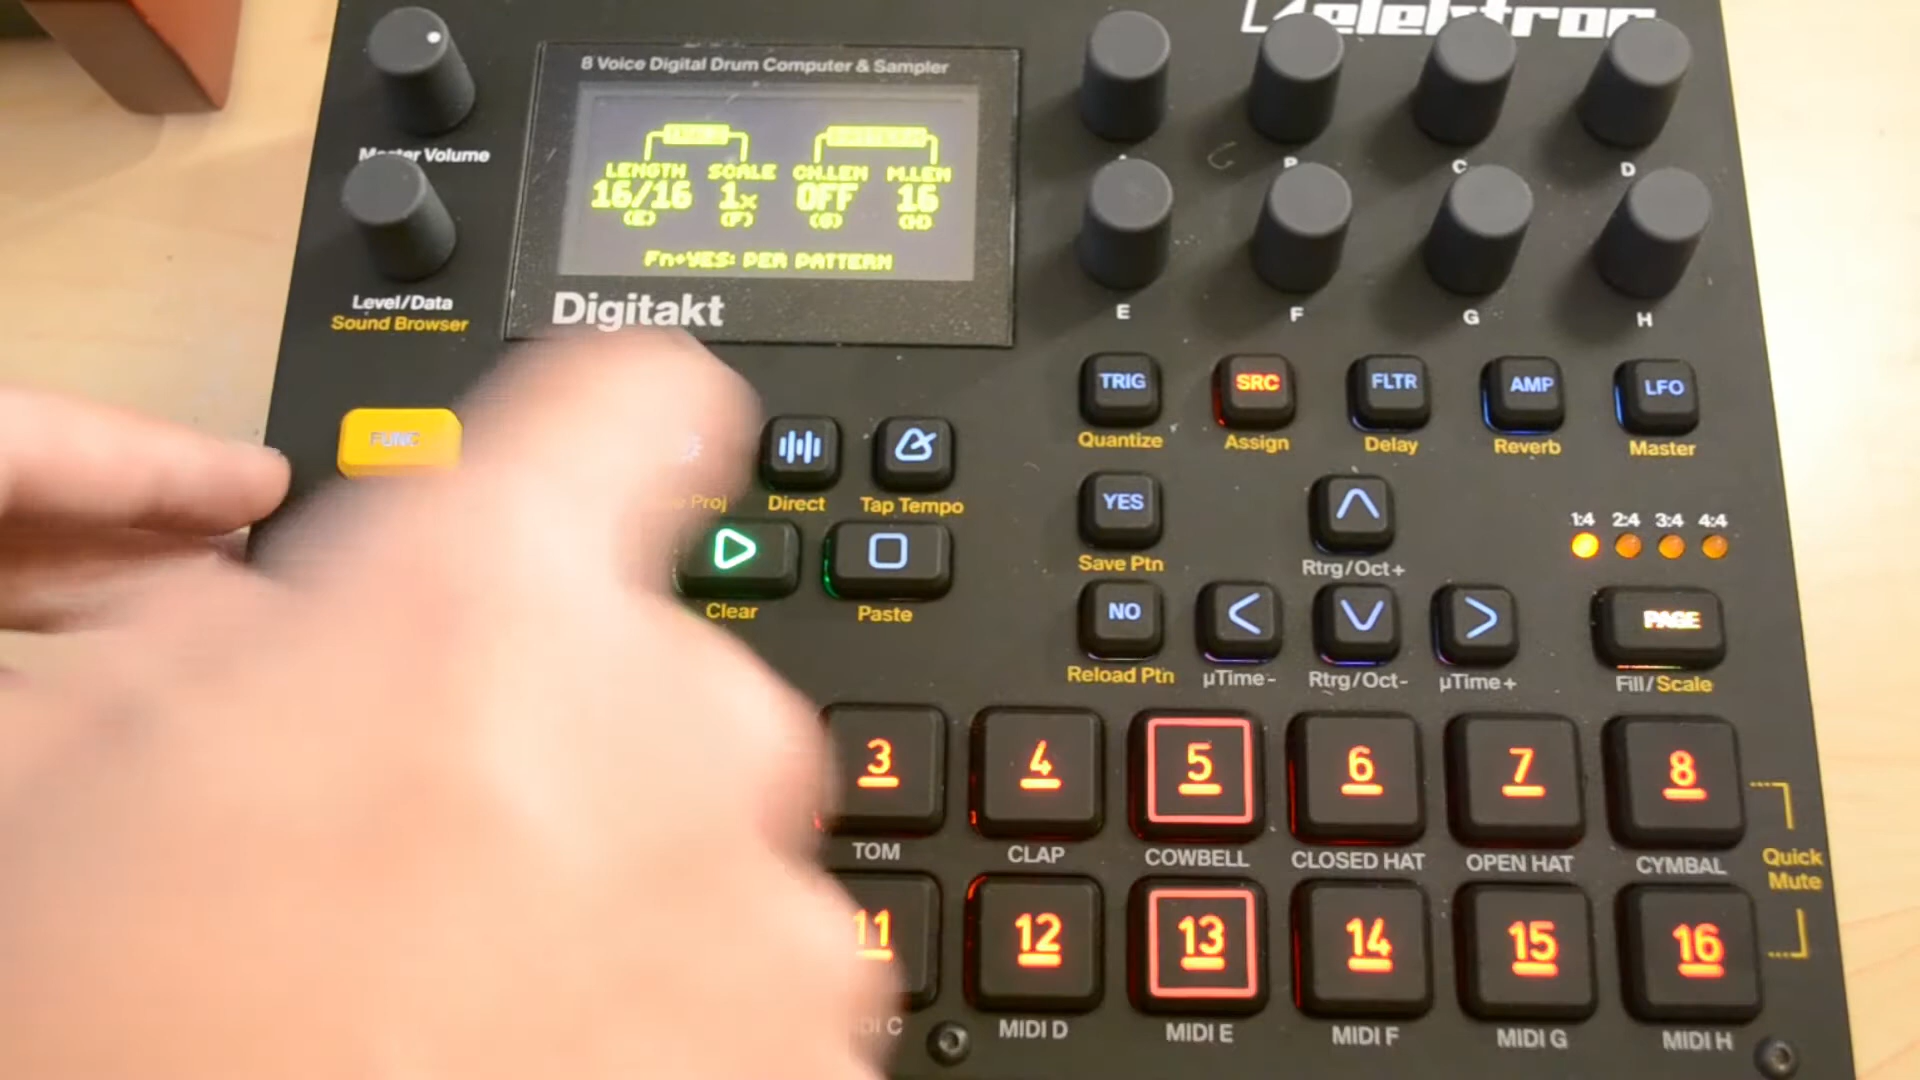 elektron
8 Voice Digital Drum Computer & Sampler
LENGTH SCALE CH.LEN M.LEN
16/16 1x OFF 16
(E) (F) (G) (H)
Fn+YES: PER PATTERN
Digitakt
Master Volume
Level/Data
Sound Browser
B C D
E F G H
FUNC
TRIG SRC FLTR AMP LFO
Quantize Assign Delay Reverb Master
Proj Direct Tap Tempo
YES
Save Ptn
Rtrg/Oct+
1:4 2:4 3:4 4:4
Clear Paste
NO
Reload Ptn µTime- Rtrg/Oct- µTime+
PAGE
Fill/Scale
3 4 5 6 7 8
TOM CLAP COWBELL CLOSED HAT OPEN HAT CYMBAL
Quick
Mute
11 12 13 14 15 16
C MIDI D MIDI E MIDI F MIDI G MIDI H